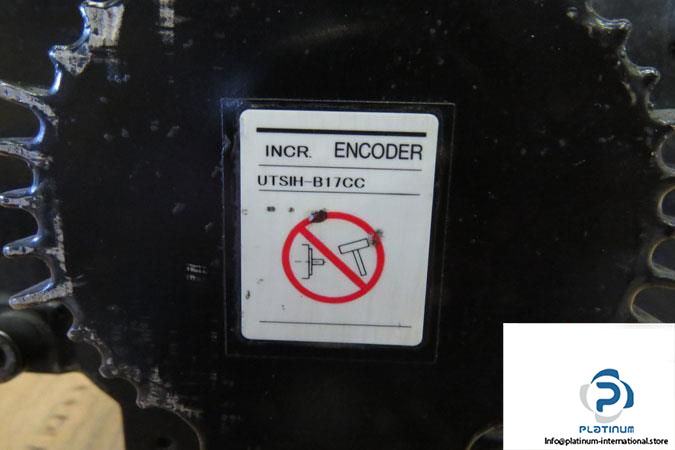 INCR. ENCODER
UTSIH-B17CC
PLATINUM
Info@platinum-international.store